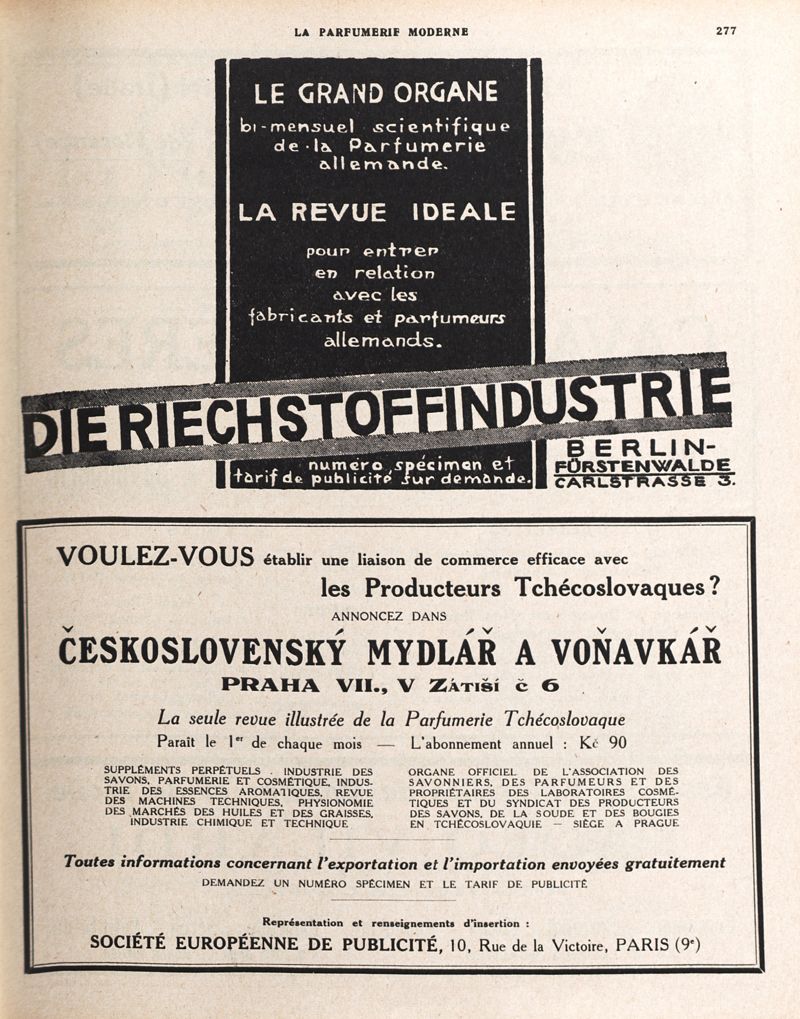 LA PARFUMERIE MODERNE
277
LE GRAND ORGANE
bi-mensuel scientifique
de·la Parfumerie
allemande.
LA REVUE IDEALE
pour entrer
en relation
avec les
fabricants et parfumeurs
allemands.
DIE RIECHSTOFFINDUSTRIE
numéro spécimen et
tarif de publicité sur demande.
BERLIN-
FÜRSTENWALDE
CARLSTRASSE 3.
VOULEZ-VOUS établir une liaison de commerce efficace avec
les Producteurs Tchécoslovaques?
ANNONCEZ DANS
ČESKOSLOVENSKÝ MYDLÁŘ A VOŇAVKÁŘ
PRAHA VII., V ZÁTIŠÍ č 6
La seule revue illustrée de la Parfumerie Tchécoslovaque
Paraît le 1er de chaque mois — L'abonnement annuel : Kč 90
SUPPLÉMENTS PERPÉTUELS · INDUSTRIE DES
SAVONS, PARFUMERIE ET COSMÉTIQUE, INDUS-
TRIE DES ESSENCES AROMATIQUES, REVUE
DES MACHINES TECHNIQUES, PHYSIONOMIE
DES MARCHÉS DES HUILES ET DES GRAISSES,
INDUSTRIE CHIMIQUE ET TECHNIQUE
ORGANE OFFICIEL DE L'ASSOCIATION DES
SAVONNIERS, DES PARFUMEURS ET DES
PROPRIÉTAIRES DES LABORATOIRES COSMÉ-
TIQUES ET DU SYNDICAT DES PRODUCTEURS
DES SAVONS, DE LA SOUDE ET DES BOUGIES
EN TCHÉCOSLOVAQUIE — SIÈGE A PRAGUE
Toutes informations concernant l'exportation et l'importation envoyées gratuitement
DEMANDEZ UN NUMÉRO SPÉCIMEN ET LE TARIF DE PUBLICITÉ
Représentation et renseignements d'insertion :
SOCIÉTÉ EUROPÉENNE DE PUBLICITÉ, 10, Rue de la Victoire, PARIS (9e)